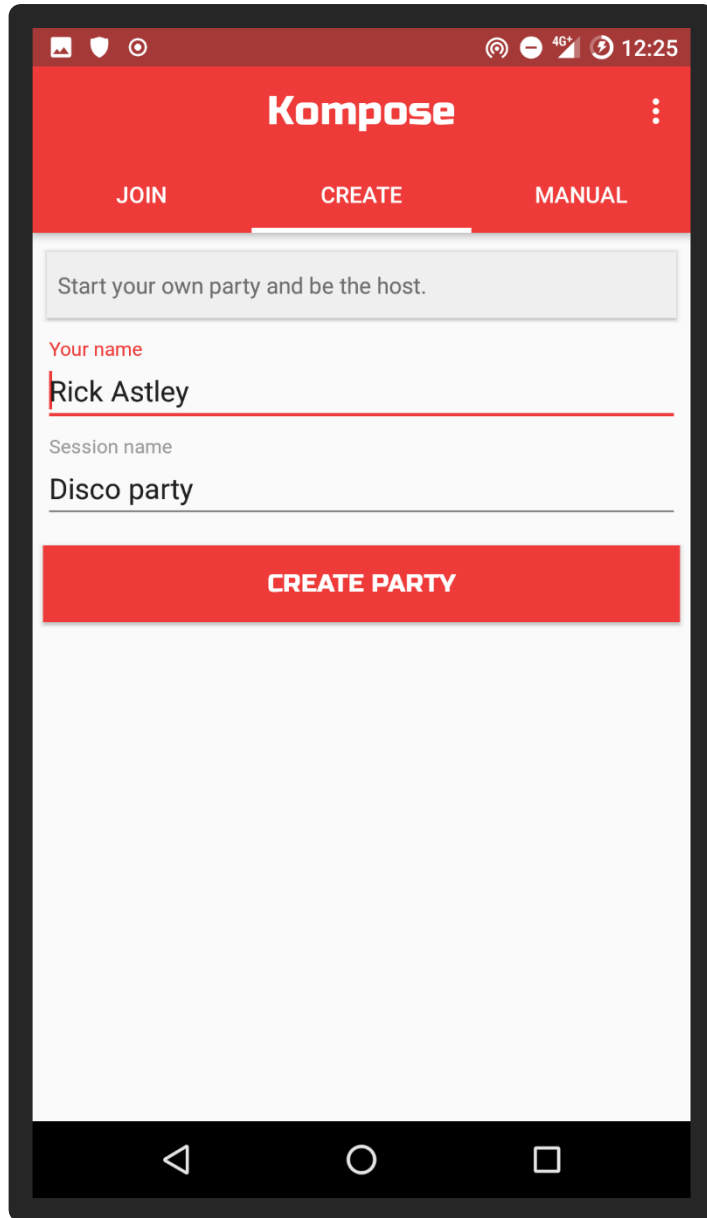 4G+ 12:25
Kompose
JOIN CREATE MANUAL
Start your own party and be the host.
Your name
Rick Astley
Session name
Disco party
CREATE PARTY